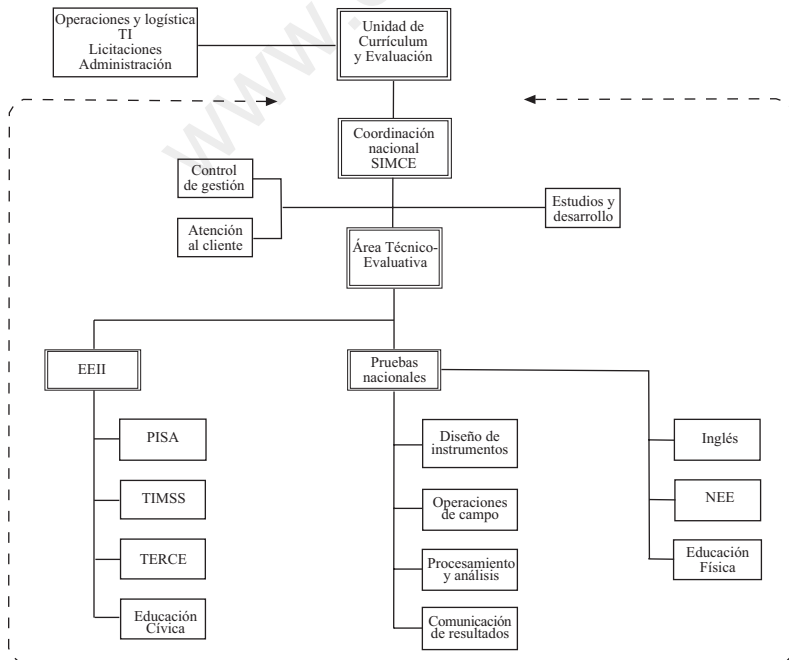 Operaciones y logística
TI
Licitaciones
Administración
Unidad de
Currículum
y Evaluación
www.
Coordinación
nacional
SIMCE
Control
de gestión
Atención
al cliente
Estudios y
desarrollo
Área Técnico-
Evaluativa
EEII
Pruebas
nacionales
PISA
TIMSS
TERCE
Educación
Cívica
Diseño de
instrumentos
Operaciones
de campo
Procesamiento
y análisis
Comunicación
de resultados
Inglés
NEE
Educación
Física